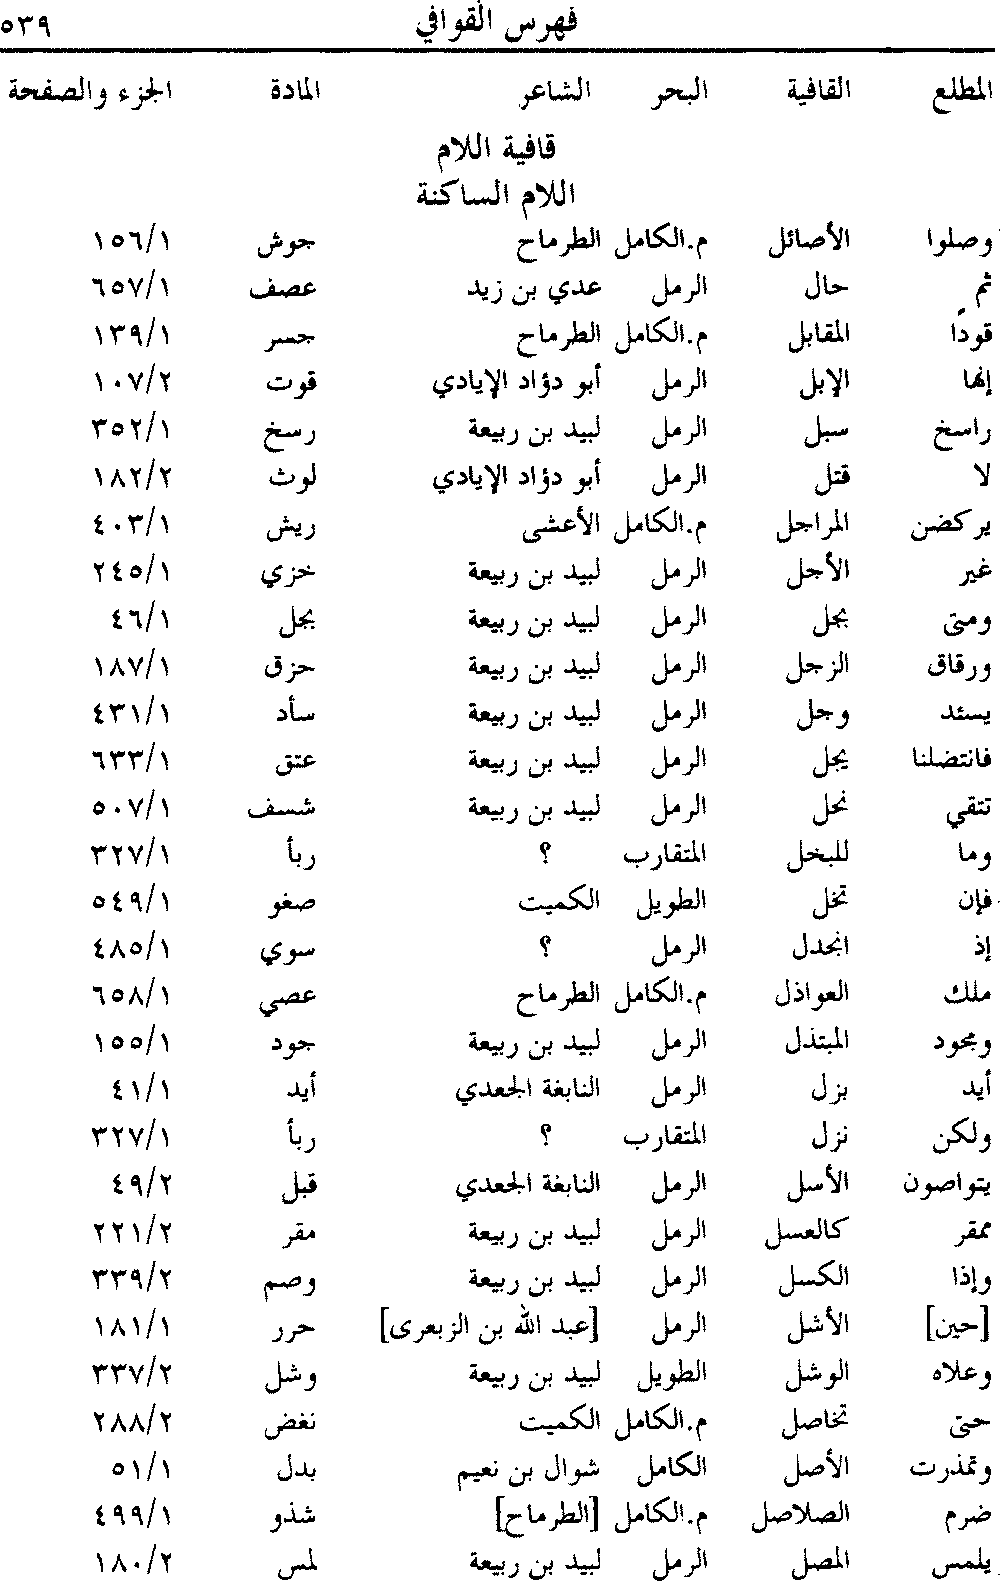 فهرس القوافي ٥٣٩
المطلع القافية البحر الشاعر المادة الجزء والصفحة
قافية اللام
اللام الساكنة
وصلوا الأصائل م.الكامل الطرماح جوش ١٥٦/١
ثم حال الرمل عدي بن زيد عصف ٦٥٧/١
قودًا المقابل م.الكامل الطرماح جسر ١٣٩/١
إنها الإبل الرمل أبو دؤاد الإيادي قوت ١٠٧/٢
راسخ سبل الرمل لبيد بن ربيعة رسخ ٣٥٢/١
لا قتل الرمل أبو دؤاد الإيادي لوث ١٨٢/٢
يركضن المراجل م.الكامل الأعشى ريش ٤٠٣/١
غير الأجل الرمل لبيد بن ربيعة خزي ٢٤٥/١
ومتى بجل الرمل لبيد بن ربيعة بجل ٤٦/١
ورقاق الزجل الرمل لبيد بن ربيعة حزق ١٨٧/١
يسئد وجل الرمل لبيد بن ربيعة سأد ٤٣١/١
فانتضلنا يجل الرمل لبيد بن ربيعة عتق ٦٣٣/١
تتقي نحل الرمل لبيد بن ربيعة شسف ٥٠٧/١
وما للبخل المتقارب ؟ ربأ ٣٢٧/١
فإن تخل الطويل الكميت صغو ٥٤٩/١
إذ انجدل الرمل ؟ سوي ٤٨٥/١
ملك العواذل م.الكامل الطرماح عصي ٦٥٨/١
ومجود المبتذل الرمل لبيد بن ربيعة جود ١٥٥/١
أيد بزل الرمل النابغة الجعدي أيد ٤١/١
ولكن نزل المتقارب ؟ ربأ ٣٢٧/١
يتواصون الأسل الرمل النابغة الجعدي قبل ٤٩/٢
ممقر كالعسل الرمل لبيد بن ربيعة مقر ٢٢١/٢
وإذا الكسل الرمل لبيد بن ربيعة وصم ٣٣٩/٢
[حين] الأشل الرمل [عبد الله بن الزبعرى] حرر ١٨١/١
وعلاه الوشل الطويل لبيد بن ربيعة وشل ٣٣٧/٢
حتى تخاصل م.الكامل الكميت نغض ٢٨٨/٢
وتمذرت الأصل الكامل شوال بن نعيم بدل ٥١/١
ضرم الصلاصل م.الكامل [الطرماح] شذو ٤٩٩/١
يلمس المصل الرمل لبيد بن ربيعة لمس ١٨٠/٢